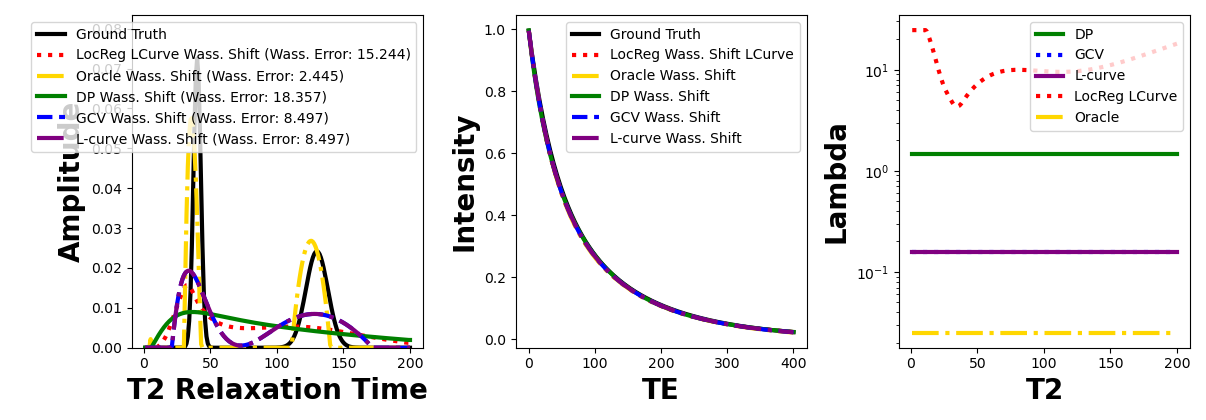 Amplitude
0.08
0.07
0.06
0.05
0.04
0.03
0.02
0.01
0.00
Ground Truth
LocReg LCurve Wass. Shift (Wass. Error: 15.244)
Oracle Wass. Shift (Wass. Error: 2.445)
DP Wass. Shift (Wass. Error: 18.357)
GCV Wass. Shift (Wass. Error: 8.497)
L-curve Wass. Shift (Wass. Error: 8.497)
0 50 100 150 200
T2 Relaxation Time
Intensity
1.0
0.8
0.6
0.4
0.2
0.0
Ground Truth
LocReg Wass. Shift LCurve
Oracle Wass. Shift
DP Wass. Shift
GCV Wass. Shift
L-curve Wass. Shift
0 100 200 300 400
TE
Lambda
10¹
10⁰
10⁻¹
DP
GCV
L-curve
LocReg LCurve
Oracle
0 50 100 150 200
T2